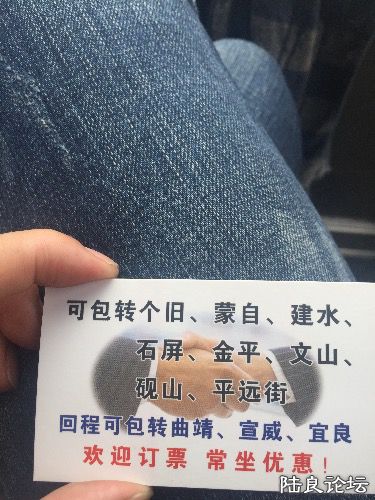 可包转个旧、蒙自、建水、
石屏、金平、文山、
砚山、平远街
回程可包转曲靖、宣威、宜良
欢迎订票 常坐优惠！
陆良论坛